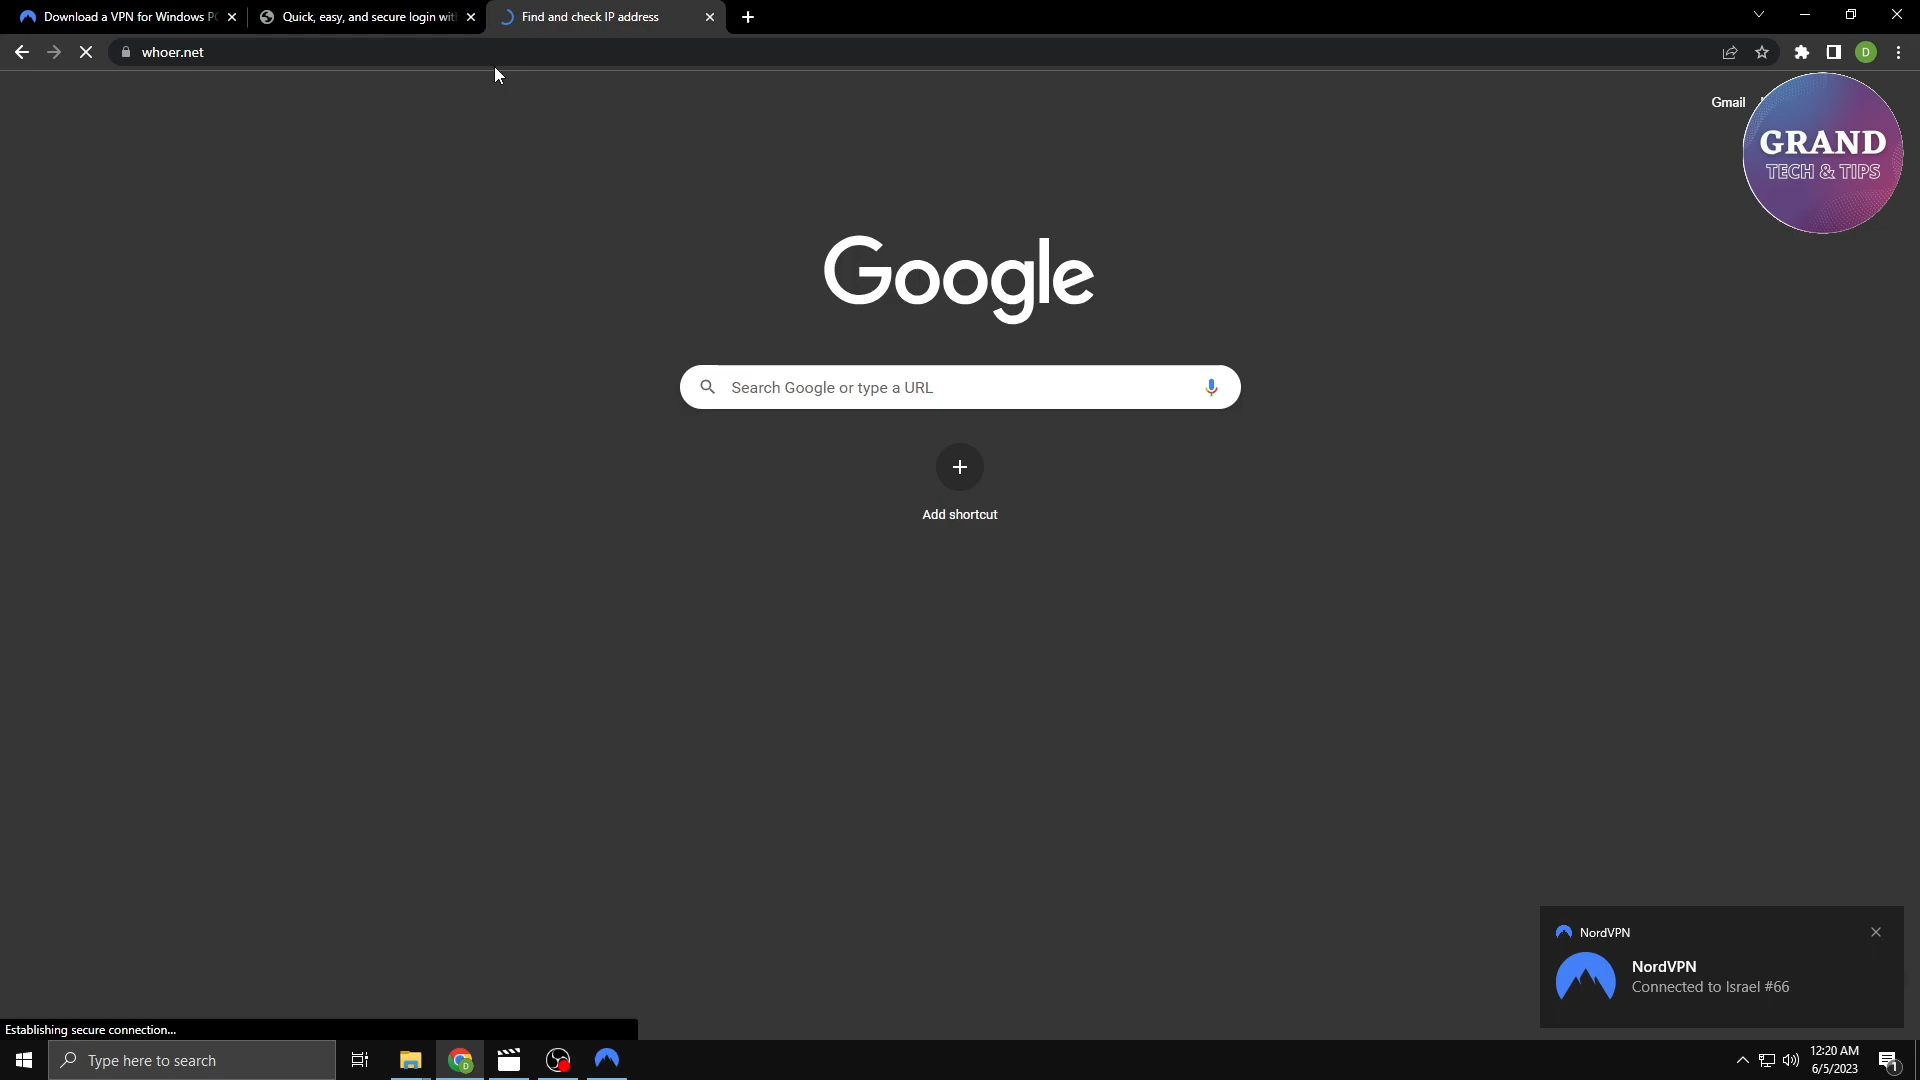 Download a VPN for Windows PC
Quick, easy, and secure login wit
Find and check IP address
whoer.net
D
Gmail
GRAND
TECH & TIPS
Google
Search Google or type a URL
Add shortcut
NordVPN
NordVPN
Connected to Israel #66
Establishing secure connection...
Type here to search
D
12:20 AM
6/5/2023
1